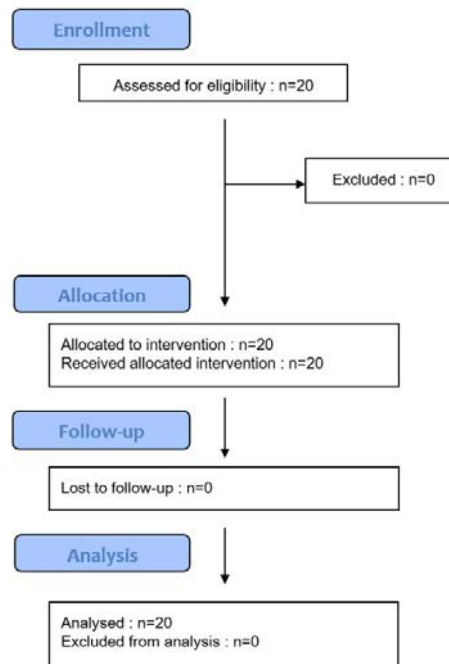 Enrollment
Assessed for eligibility : n=20
Excluded : n=0
Allocation
Allocated to intervention : n=20
Received allocated intervention : n=20
Follow-up
Lost to follow-up : n=0
Analysis
Analysed : n=20
Excluded from analysis : n=0